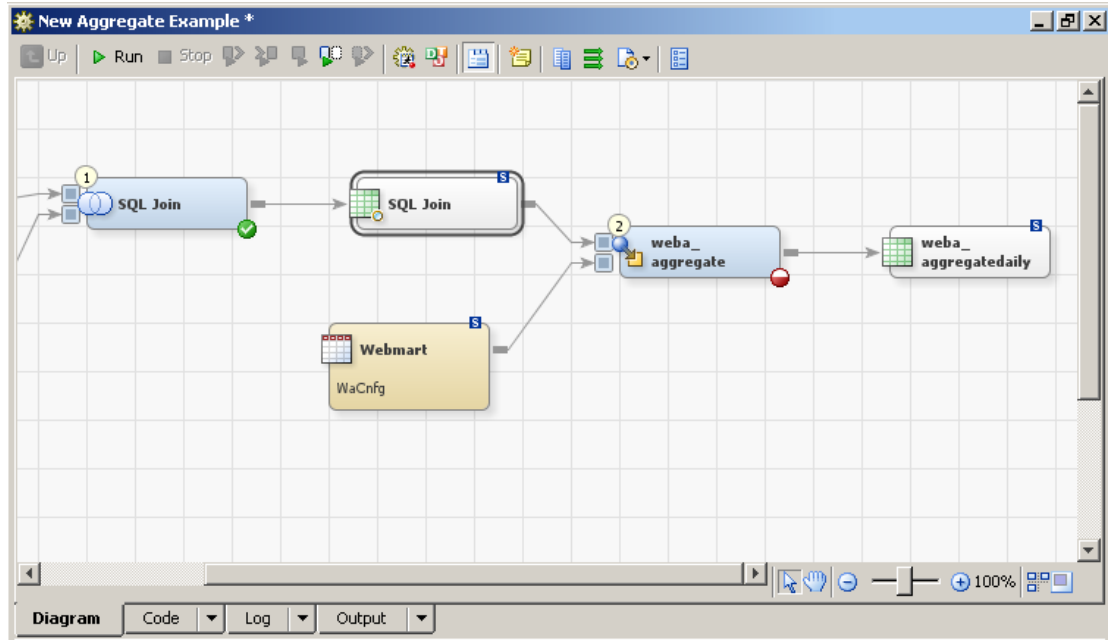 New Aggregate Example *
Up Run Stop
1
SQL Join
S
SQL Join
2
weba_
aggregate
S
weba_
aggregatedaily
S
Webmart
WaCnfg
100%
Diagram Code Log Output